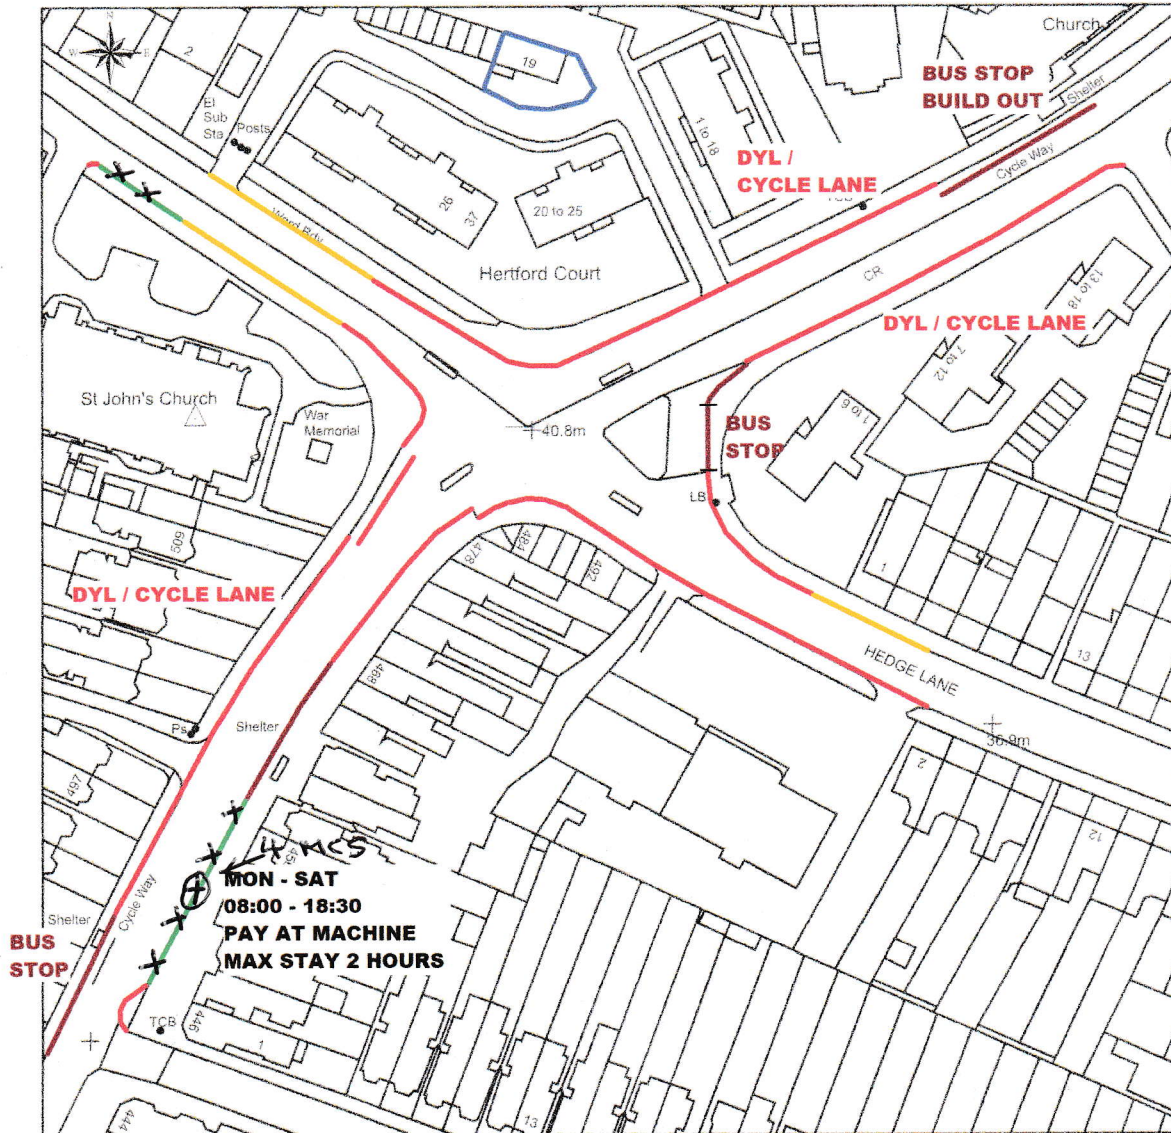 N
W
E
2
19
Church
BUS STOP
BUILD OUT
Shelter
Cycle Way
El
Sub
Sta
Posts
1 to 18
DYL /
CYCLE LANE
Ward Bdy
26
37
20 to 25
Hertford Court
CR
13 to 18
DYL / CYCLE LANE
7 to 12
1 to 6
St John's Church
War
Memorial
40.8m
BUS
STOP
LB
509
478
484
492
1
13
DYL / CYCLE LANE
HEDGE LANE
468
Ps
Shelter
36.9m
497
2
12
4 MCS
MON - SAT
08:00 - 18:30
PAY AT MACHINE
MAX STAY 2 HOURS
Cycle Way
Shelter
BUS
STOP
TCB
446
1
444
13